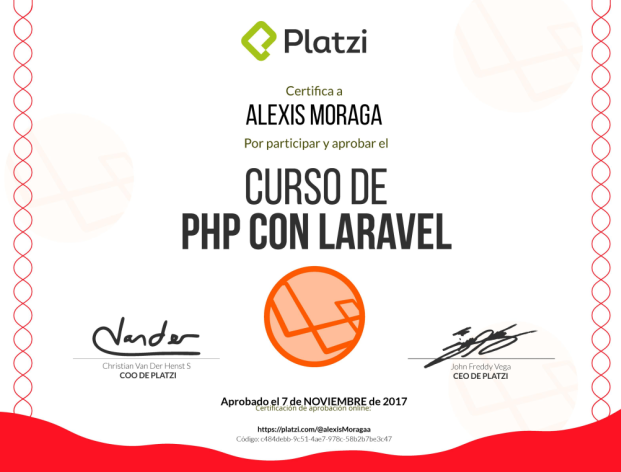 Platzi
Certifica a
ALEXIS MORAGA
Por participar y aprobar el
CURSO DE
PHP CON LARAVEL
Vander
Christian Van Der Henst S
COO DE PLATZI
John Freddy Vega
CEO DE PLATZI
Aprobado el 7 de NOVIEMBRE de 2017
Certificación de aprobación online:
https://platzi.com/@alexisMoragaa
Código: c484debb-9c51-4ae7-978c-58b2b7be3c47